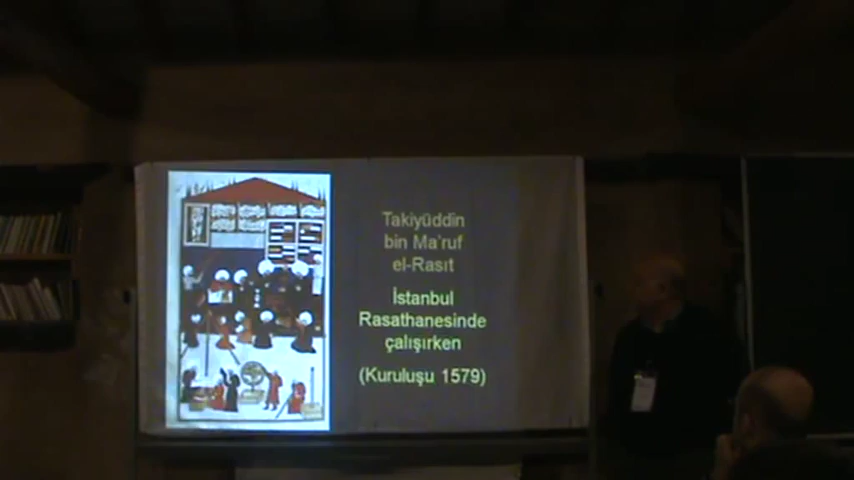 Takiyüddin
bin Ma'ruf
el-Rasıt
İstanbul
Rasathanesinde
çalışırken
(Kuruluşu 1579)